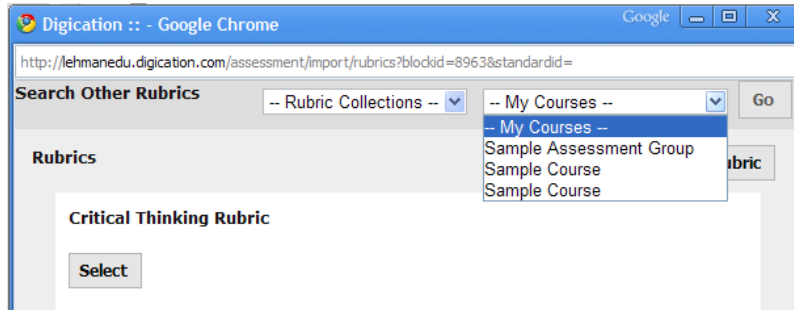 Digication :: - Google Chrome
Google
http://lehmanedu.digication.com/assessment/import/rubrics?blockid=8963&standardid=
Search Other Rubrics
-- Rubric Collections --
-- My Courses --
Go
-- My Courses --
Sample Assessment Group
Sample Course
Sample Course
Rubrics
Critical Thinking Rubric
Select